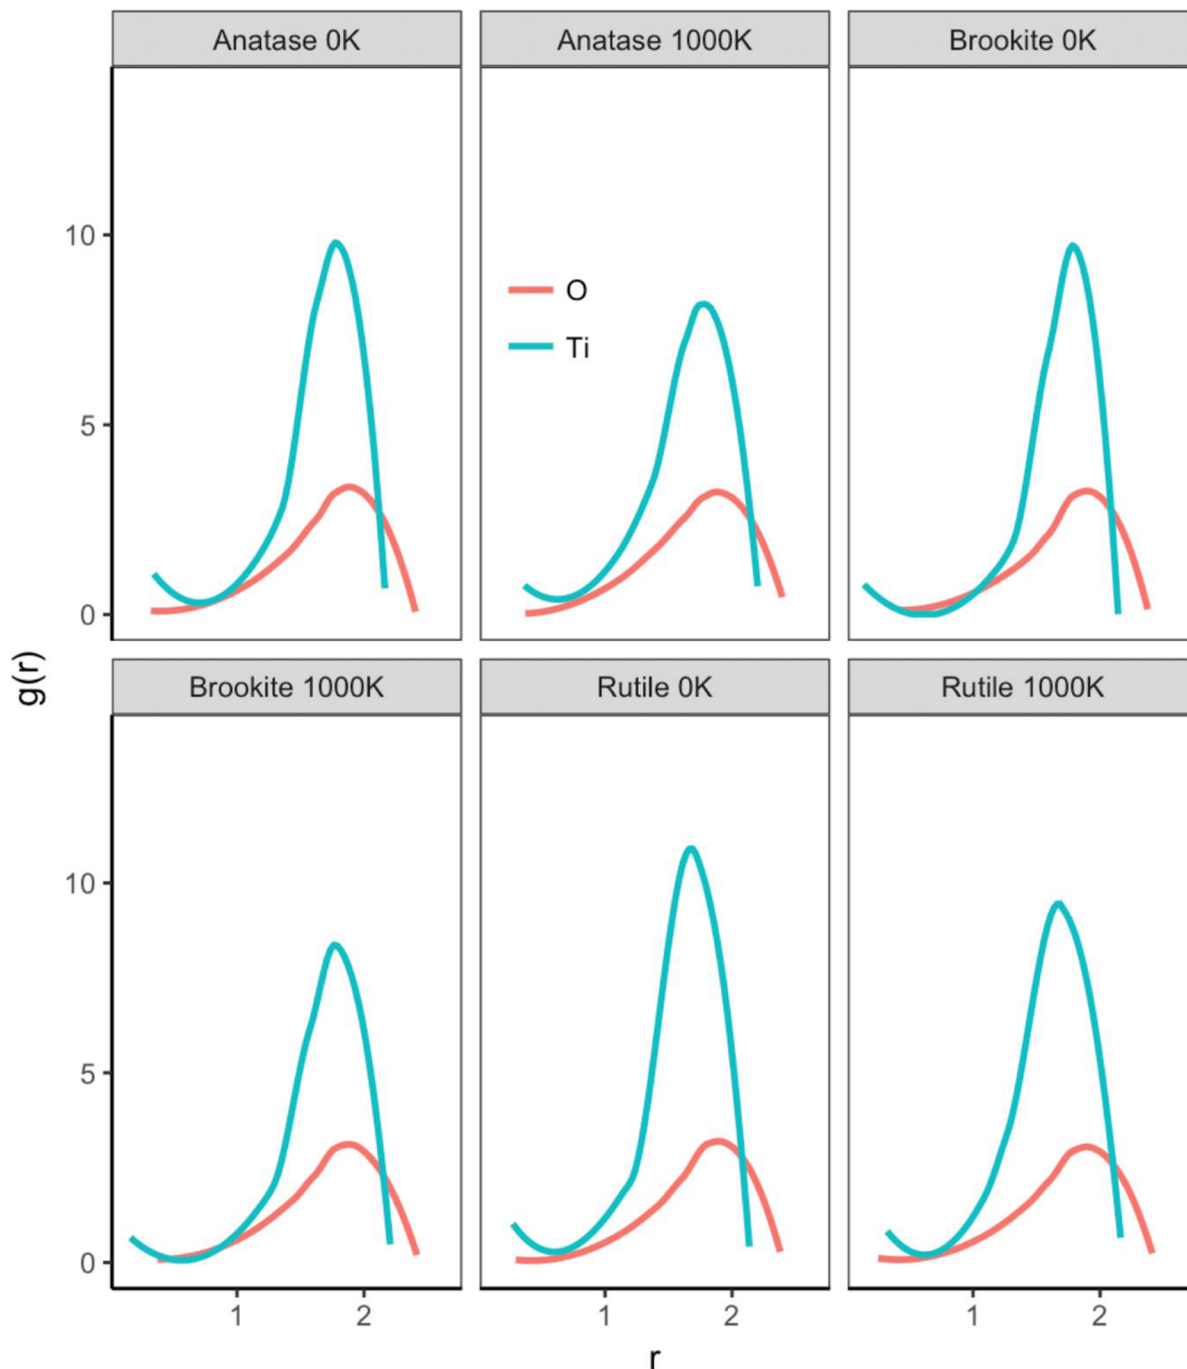 Anatase 0K
Anatase 1000K
Brookite 0K
10
5
0
O
Ti
g(r)
Brookite 1000K
Rutile 0K
Rutile 1000K
10
5
0
1
2
1
2
1
2
r